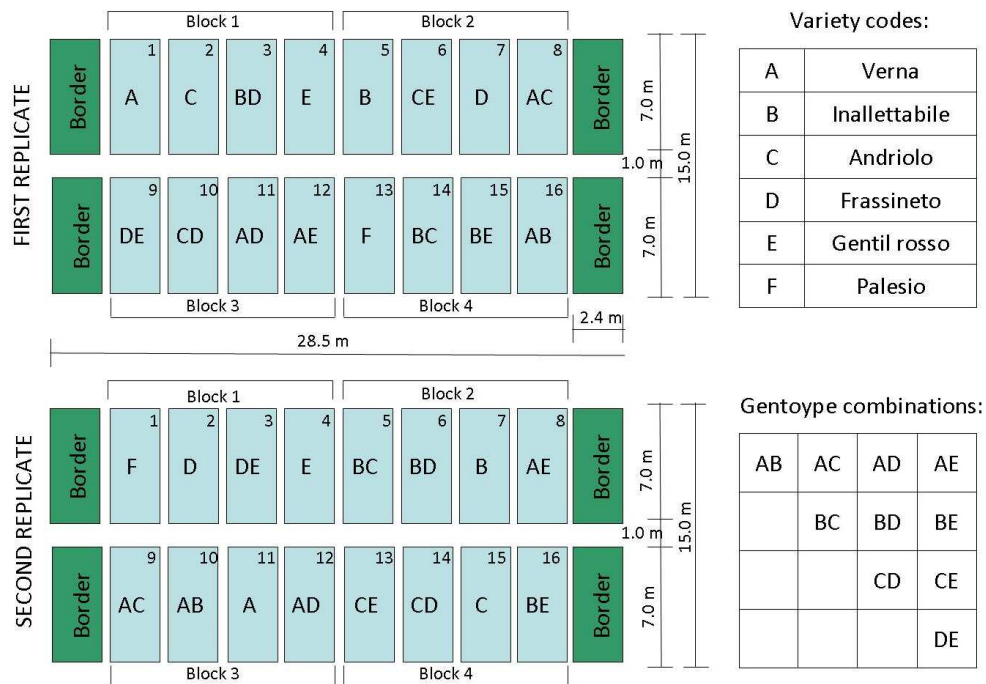 Block 1 Block 2
1 2 3 4 5 6 7 8
Border A C BD E B CE D AC Border
FIRST REPLICATE
7.0 m
1.0 m
15.0 m
9 10 11 12 13 14 15 16
Border DE CD AD AE F BC BE AB Border
7.0 m
Block 3 Block 4
2.4 m
28.5 m
Block 1 Block 2
1 2 3 4 5 6 7 8
Border F D DE E BC BD B AE Border
SECOND REPLICATE
7.0 m
1.0 m
15.0 m
9 10 11 12 13 14 15 16
Border AC AB A AD CE CD C BE Border
7.0 m
Block 3 Block 4
Variety codes:
A Verna
B Inallettabile
C Andriolo
D Frassineto
E Gentil rosso
F Palesio
Gentoype combinations:
AB AC AD AE
BC BD BE
CD CE
DE